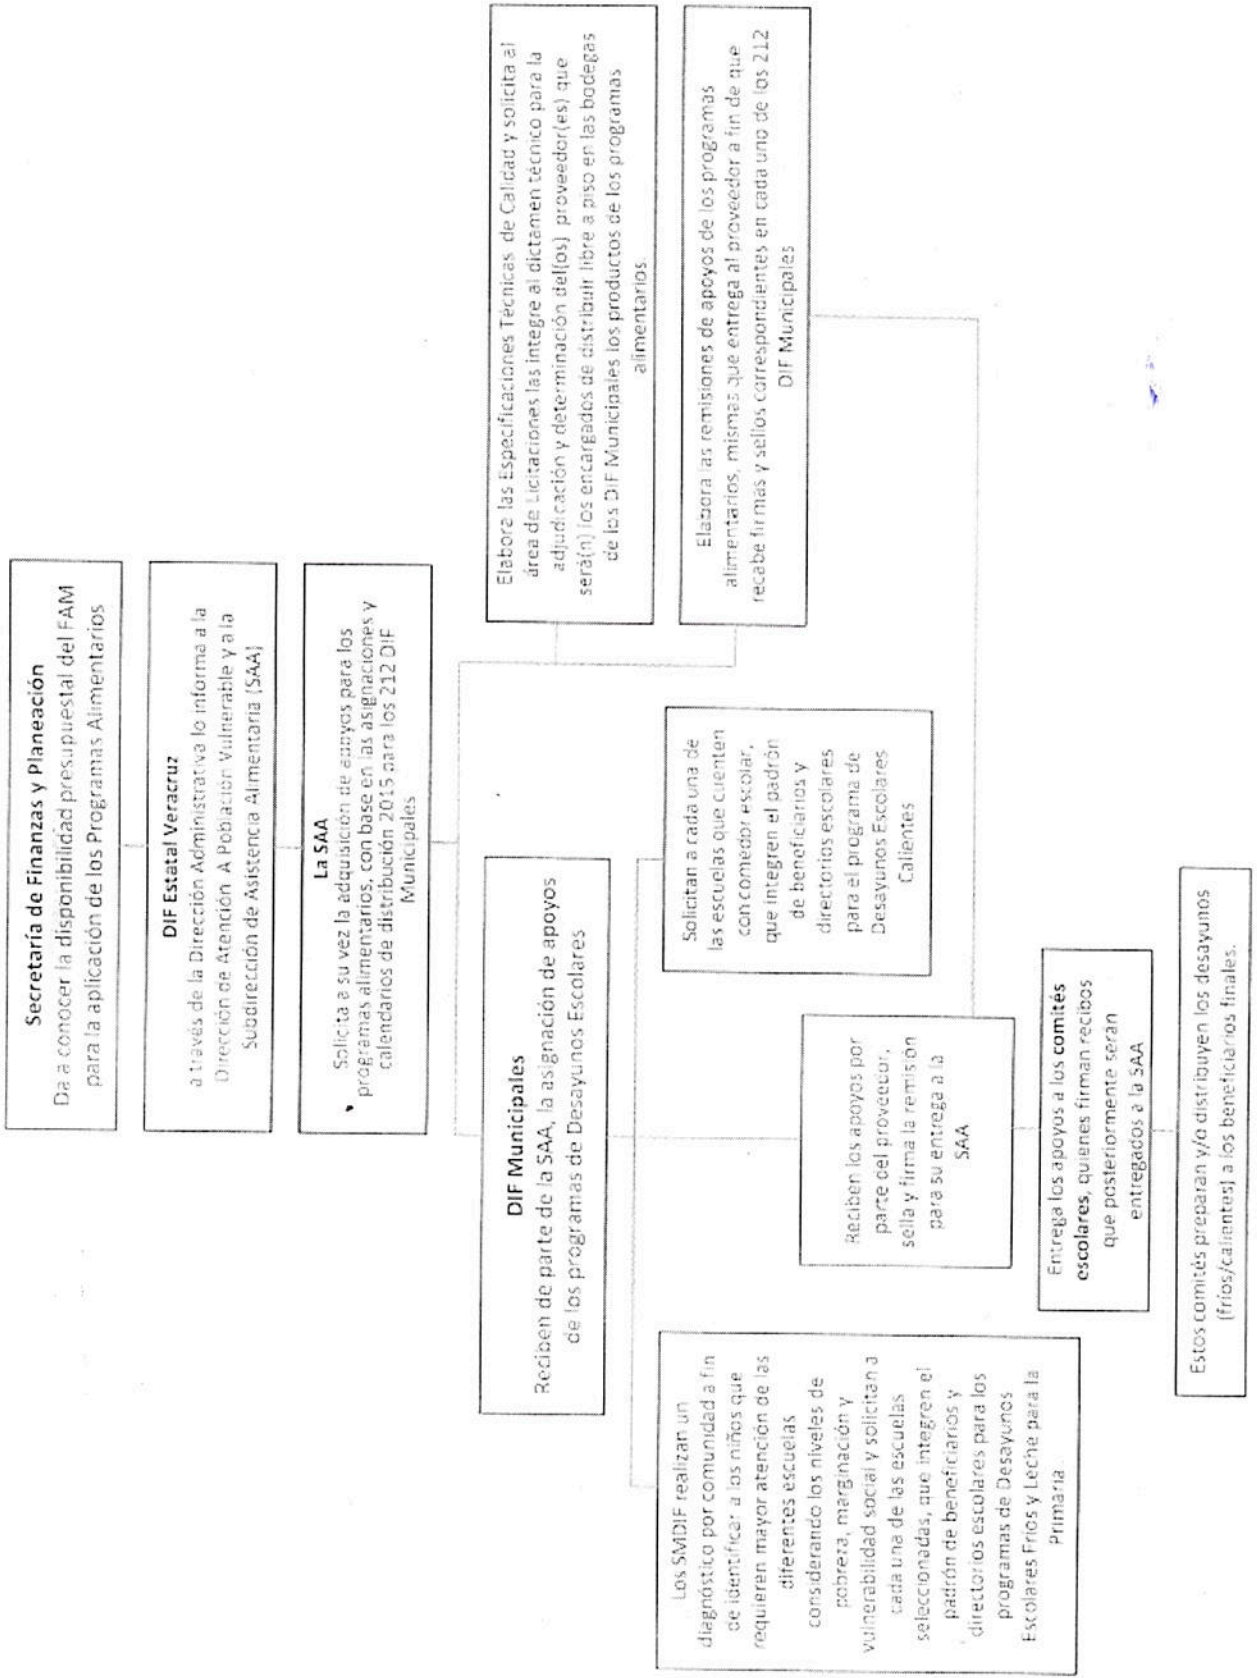 Secretaría de Finanzas y Planeación
Da a conocer la disponibilidad presupuestal del FAM
para la aplicación de los Programas Alimentarios
DIF Estatal Veracruz
a través de la Dirección Administrativa lo informa a la
Dirección de Atención A Población Vulnerable y a la
Subdirección de Asistencia Alimentaria (SAA)
La SAA
Solicita a su vez la adquisición de apoyos para los
programas alimentarios, con base en las asignaciones y
calendarios de distribución 2015 para los 212 DIF
Municipales
DIF Municipales
Reciben de parte de la SAA, la asignación de apoyos
de los programas de Desayunos Escolares
Elabora las Especificaciones Técnicas de Calidad y solicita al
área de Licitaciones las integre al dictamen técnico para la
adjudicación y determinación del(os) proveedor(es) que
será(n) los encargados de distribuir libre a piso en las bodegas
de los DIF Municipales los productos de los programas
alimentarios.
Elabora las remisiones de apoyos de los programas
alimentarios, mismas que entrega al proveedor a fin de que
recabe firmas y sellos correspondientes en cada uno de los 212
DIF Municipales
Los SMDIF realizan un
diagnóstico por comunidad a fin
de identificar a los niños que
requieren mayor atención de las
diferentes escuelas
considerando los niveles de
pobreza, marginación y
vulnerabilidad social y solicitan a
cada una de las escuelas
seleccionadas, que integren el
padrón de beneficiarios y
directorios escolares para los
programas de Desayunos
Escolares Fríos y Leche para la
Primaria
Reciben los apoyos por
parte del proveedor,
sella y firma la remisión
para su entrega a la
SAA
Solicitan a cada una de
las escuelas que cuenten
con comedor escolar,
que integren el padrón
de beneficiarios y
directorios escolares
para el programa de
Desayunos Escolares
Calientes
Entrega los apoyos a los comités
escolares, quienes firman recibos
que posteriormente serán
entregados a la SAA
Estos comités preparan y/o distribuyen los desayunos
(fríos/calientes) a los beneficiarios finales.